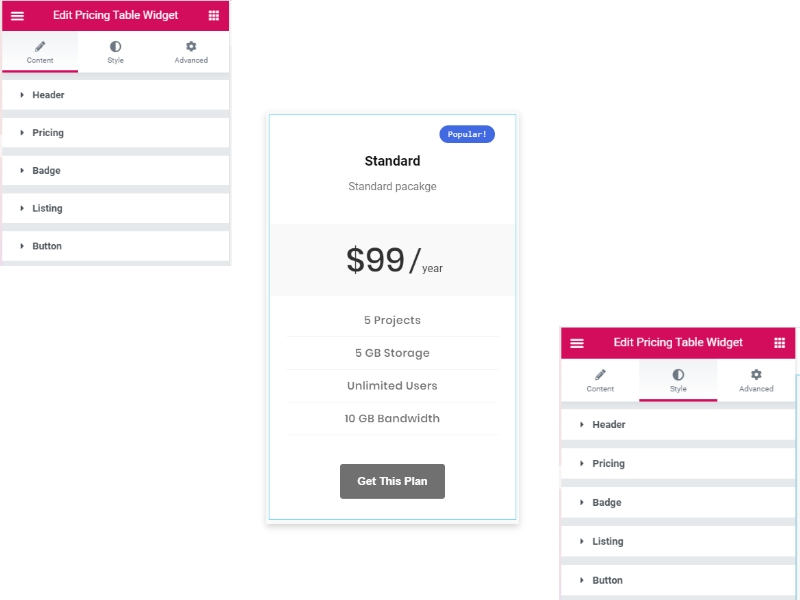 Edit Pricing Table Widget
Content Style Advanced
Header
Pricing
Badge
Listing
Button
Popular!
Standard
Standard pacakge
$99/ year
5 Projects
5 GB Storage
Unlimited Users
10 GB Bandwidth
Get This Plan
Edit Pricing Table Widget
Content Style Advanced
Header
Pricing
Badge
Listing
Button